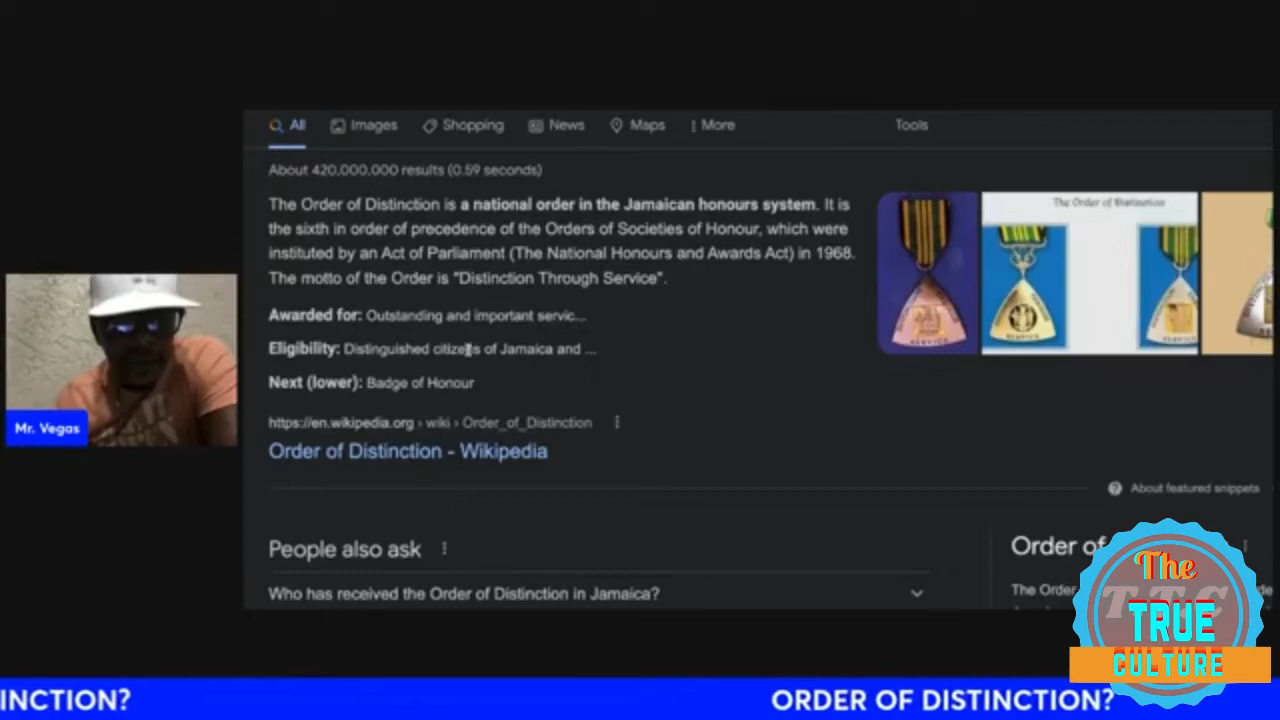 All Images Shopping News Maps More Tools
About 420,000,000 results (0.59 seconds)
The Order of Distinction is a national order in the Jamaican honours system. It is
the sixth in order of precedence of the Orders of Societies of Honour, which were
instituted by an Act of Parliament (The National Honours and Awards Act) in 1968.
The motto of the Order is "Distinction Through Service".
The Order of Distinction
SERVICE
SERVICE
SERVICE
Awarded for: Outstanding and important servic...
Eligibility: Distinguished citizens of Jamaica and ...
Next (lower): Badge of Honour
https://en.wikipedia.org › wiki › Order_of_Distinction
Order of Distinction - Wikipedia
Mr. Vegas
About featured snippets
People also ask
Order of
Who has received the Order of Distinction in Jamaica?
The Order
The
T.T.C
TRUE
CULTURE
INCTION? ORDER OF DISTINCTION?